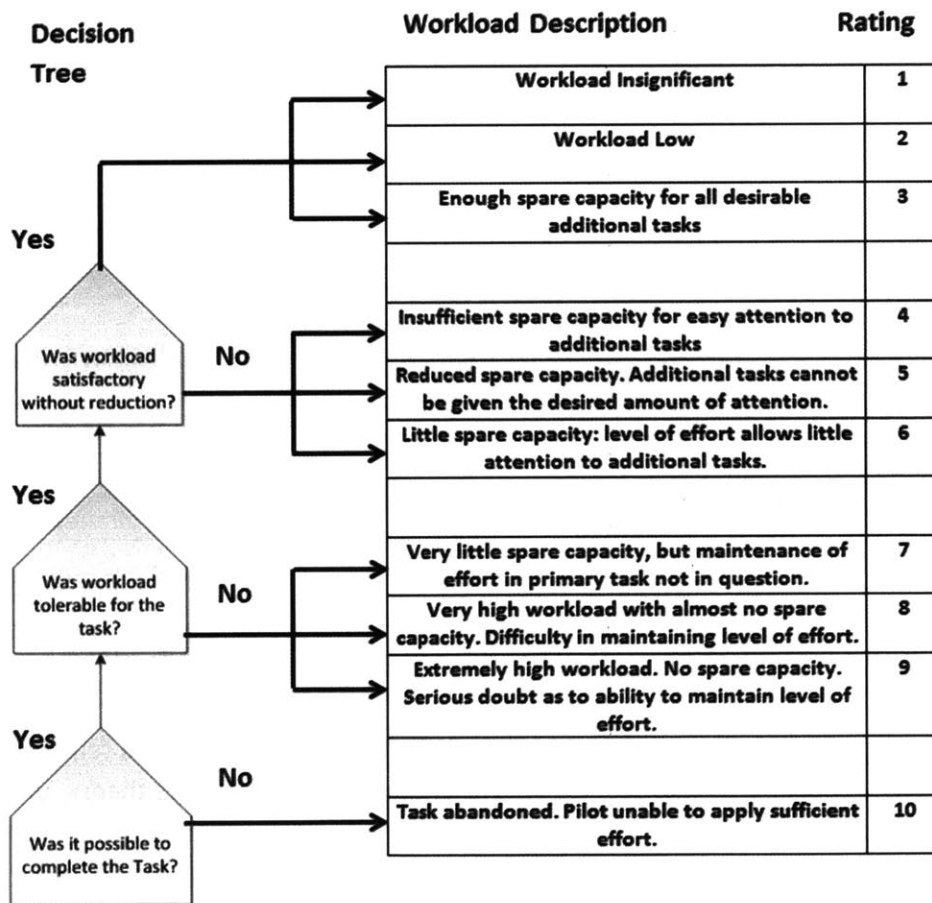 Decision
Tree
Workload Description
Rating
Workload Insignificant
1
Workload Low
2
Enough spare capacity for all desirable
additional tasks
3
Yes
Insufficient spare capacity for easy attention to
additional tasks
4
Was workload
satisfactory
without reduction?
No
Reduced spare capacity. Additional tasks cannot
be given the desired amount of attention.
5
Little spare capacity: level of effort allows little
attention to additional tasks.
6
Yes
Very little spare capacity, but maintenance of
effort in primary task not in question.
7
Was workload
tolerable for the
task?
No
Very high workload with almost no spare
capacity. Difficulty in maintaining level of effort.
8
Extremely high workload. No spare capacity.
Serious doubt as to ability to maintain level of
effort.
9
Yes
No
Task abandoned. Pilot unable to apply sufficient
effort.
10
Was it possible to
complete the Task?